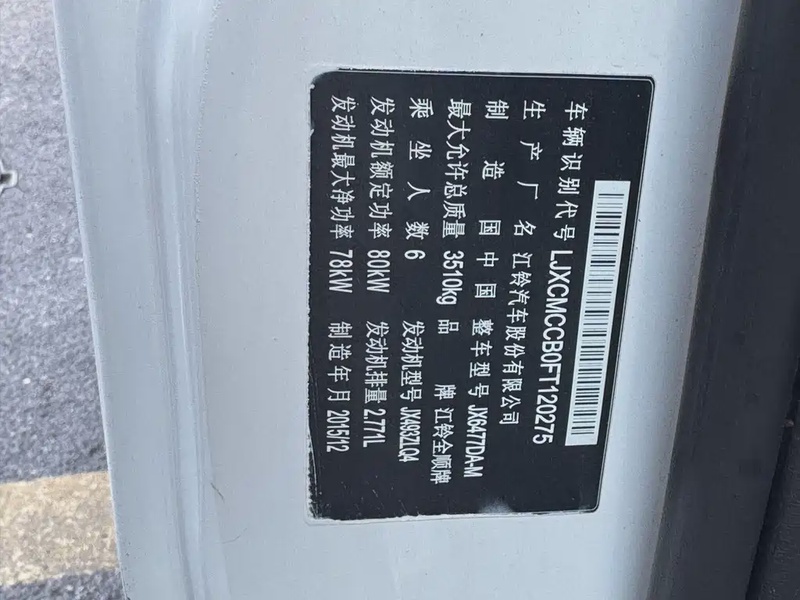 车辆识别代号 LJXCMCCB0FT120275
生产厂名 江铃汽车股份有限公司
制造国 中国 整车型号 JX6477DA-M
最大允许总质量 3510kg 品牌 江铃全顺牌
乘坐人数 6 发动机型号 JX493ZLQ4
发动机额定功率 80kW 发动机排量 2.771L
发动机最大净功率 78kW 制造年月 2015/12